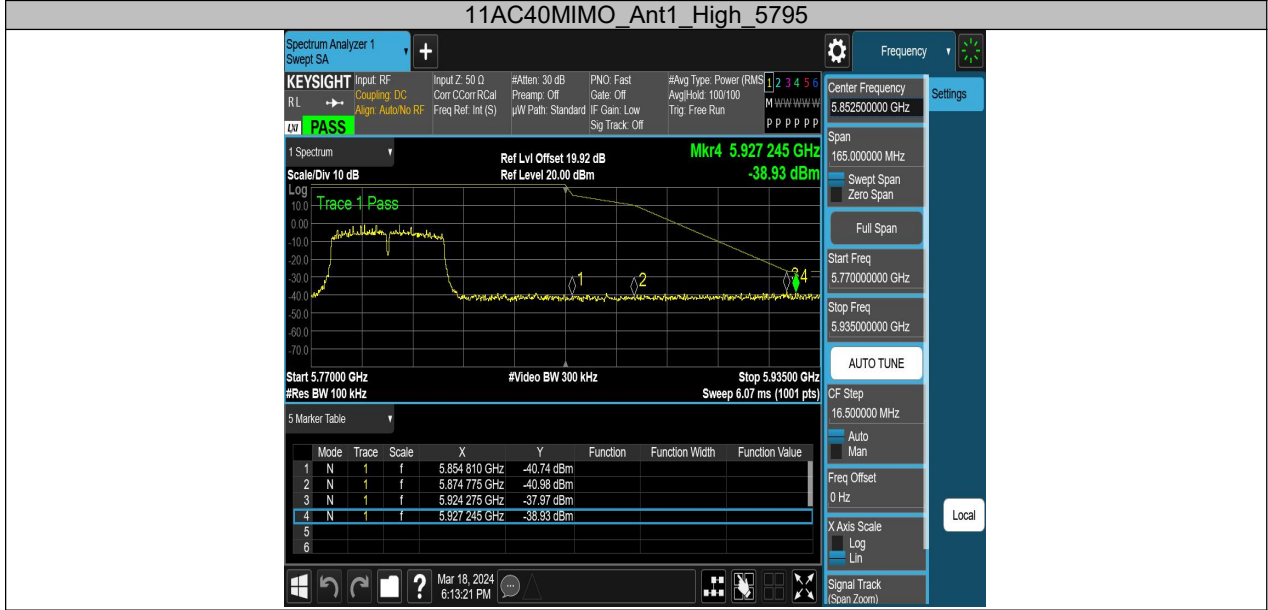 11AC40MIMO_Ant1_High_5795
Spectrum Analyzer 1
Swept SA
+
Frequency
KEYSIGHT
RL
LXI
PASS
Input: RF
Coupling: DC
Align: Auto/No RF
Input Z: 50 Ω
Corr CCorr RCal
Freq Ref: Int (S)
#Atten: 30 dB
Preamp: Off
µW Path: Standard
PNO: Fast
Gate: Off
IF Gain: Low
Sig Track: Off
#Avg Type: Power (RMS
Avg|Hold: 100/100
Trig: Free Run
1 2 3 4 5 6
M W W W W W
P P P P P P
1 Spectrum
Scale/Div 10 dB
Ref Lvl Offset 19.92 dB
Ref Level 20.00 dBm
Mkr4 5.927 245 GHz
-38.93 dBm
Log
Trace 1 Pass
10.0
0.00
-10.0
-20.0
-30.0
-40.0
-50.0
-60.0
-70.0
1
2
4
Start 5.77000 GHz
#Video BW 300 kHz
Stop 5.93500 GHz
#Res BW 100 kHz
Sweep 6.07 ms (1001 pts)
5 Marker Table
Mode Trace Scale X Y Function Function Width Function Value
1 N 1 f 5.854 810 GHz -40.74 dBm
2 N 1 f 5.874 775 GHz -40.98 dBm
3 N 1 f 5.924 275 GHz -37.97 dBm
4 N 1 f 5.927 245 GHz -38.93 dBm
5
6
?
Mar 18, 2024
6:13:21 PM
Center Frequency
5.852500000 GHz
Settings
Span
165.000000 MHz
Swept Span
Zero Span
Full Span
Start Freq
5.770000000 GHz
Stop Freq
5.935000000 GHz
AUTO TUNE
CF Step
16.500000 MHz
Auto
Man
Freq Offset
0 Hz
Local
X Axis Scale
Log
Lin
Signal Track
(Span Zoom)